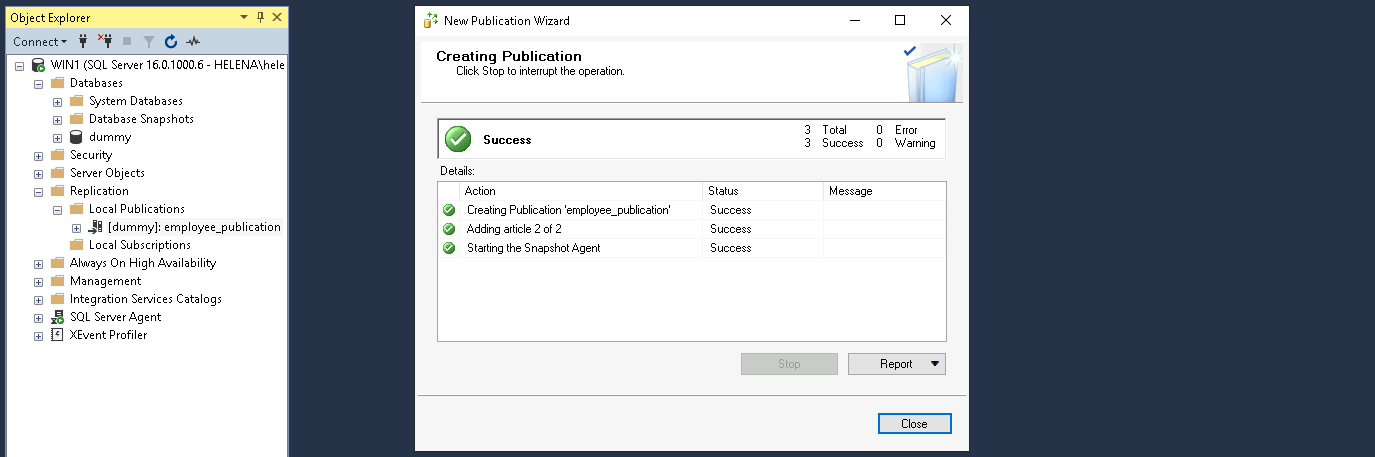 Object Explorer
Connect
WIN1 (SQL Server 16.0.1000.6 - HELENA\hele
Databases
System Databases
Database Snapshots
dummy
Security
Server Objects
Replication
Local Publications
[dummy]: employee_publication
Local Subscriptions
Always On High Availability
Management
Integration Services Catalogs
SQL Server Agent
XEvent Profiler
New Publication Wizard
Creating Publication
Click Stop to interrupt the operation.
Success
3 Total 0 Error
3 Success 0 Warning
Details:
Action Status Message
Creating Publication 'employee_publication' Success
Adding article 2 of 2 Success
Starting the Snapshot Agent Success
Stop Report
Close